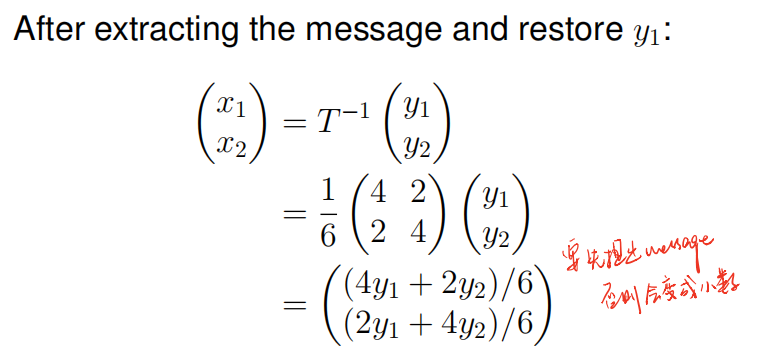 After extracting the message and restore y₁:
(x₁ x₂) = T⁻¹ (y₁ y₂)
= 1/6 (4 2 2 4) (y₁ y₂)
= ((4y₁ + 2y₂)/6 (2y₁ + 4y₂)/6)
要先提出message
否则会变成小数